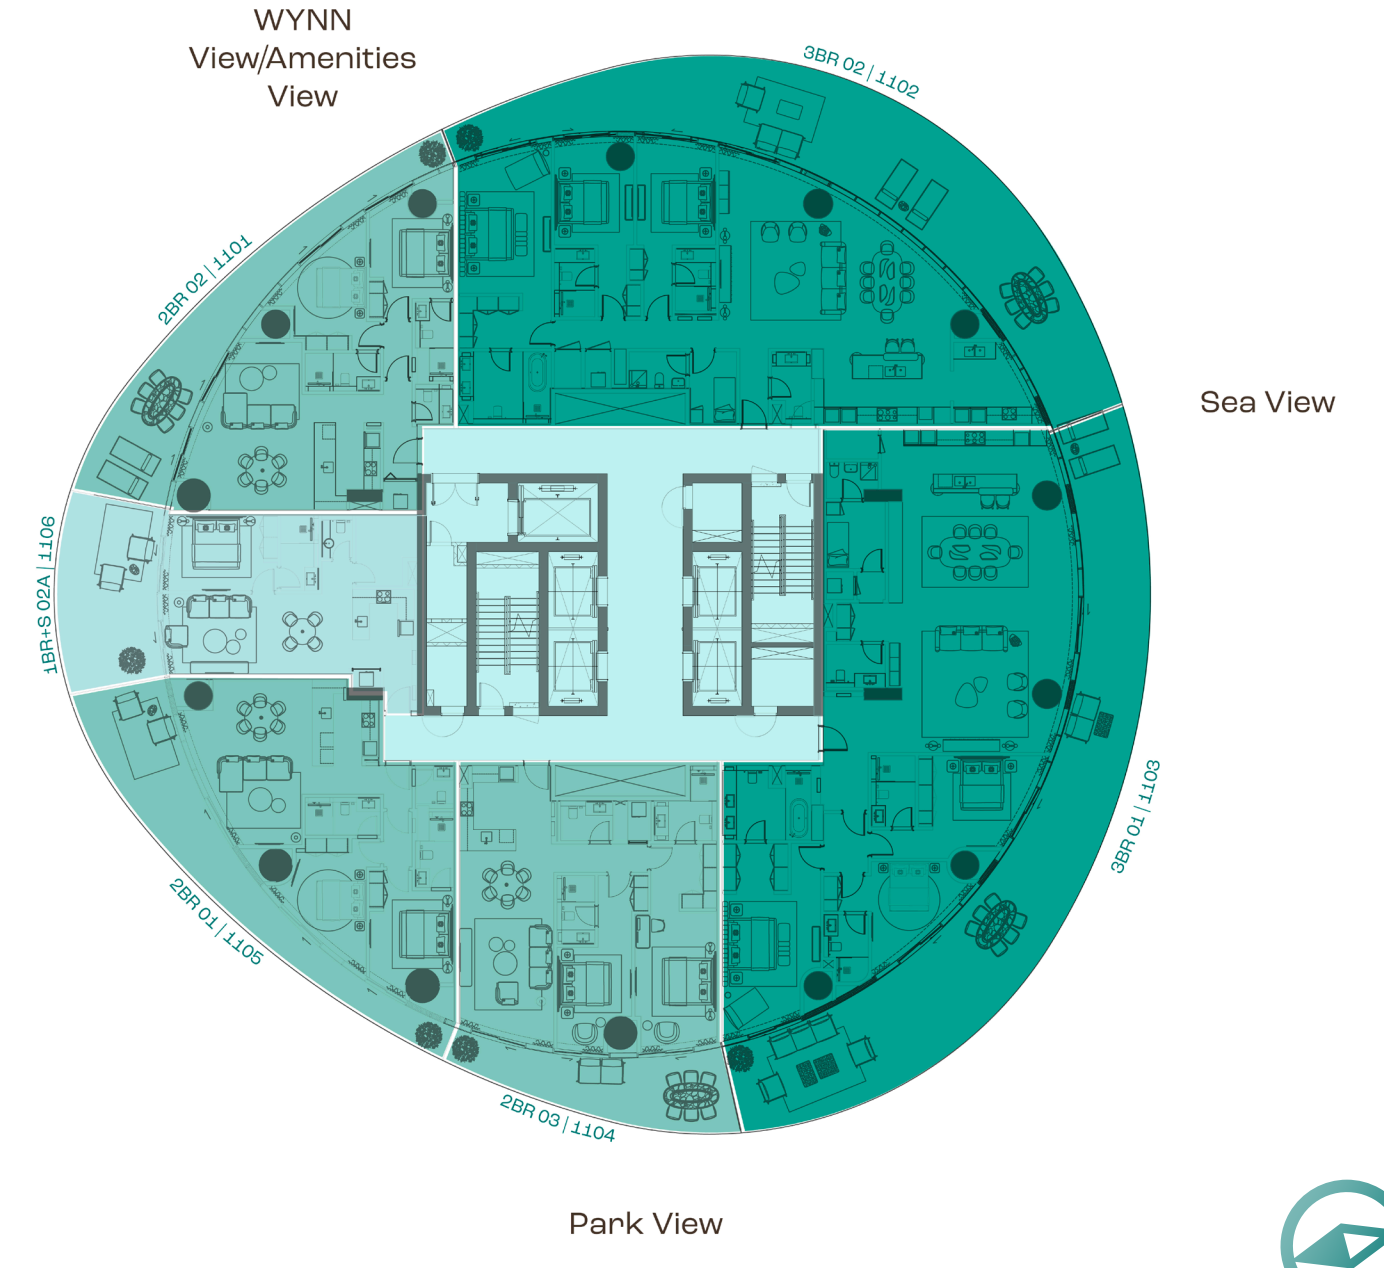 WYNN
View/Amenities
View
3BR 02 | 1102
2BR 02 | 1101
Sea View
1BR+S 02A | 1106
3BR 01 | 1103
2BR 01 | 1105
2BR 03 | 1104
Park View